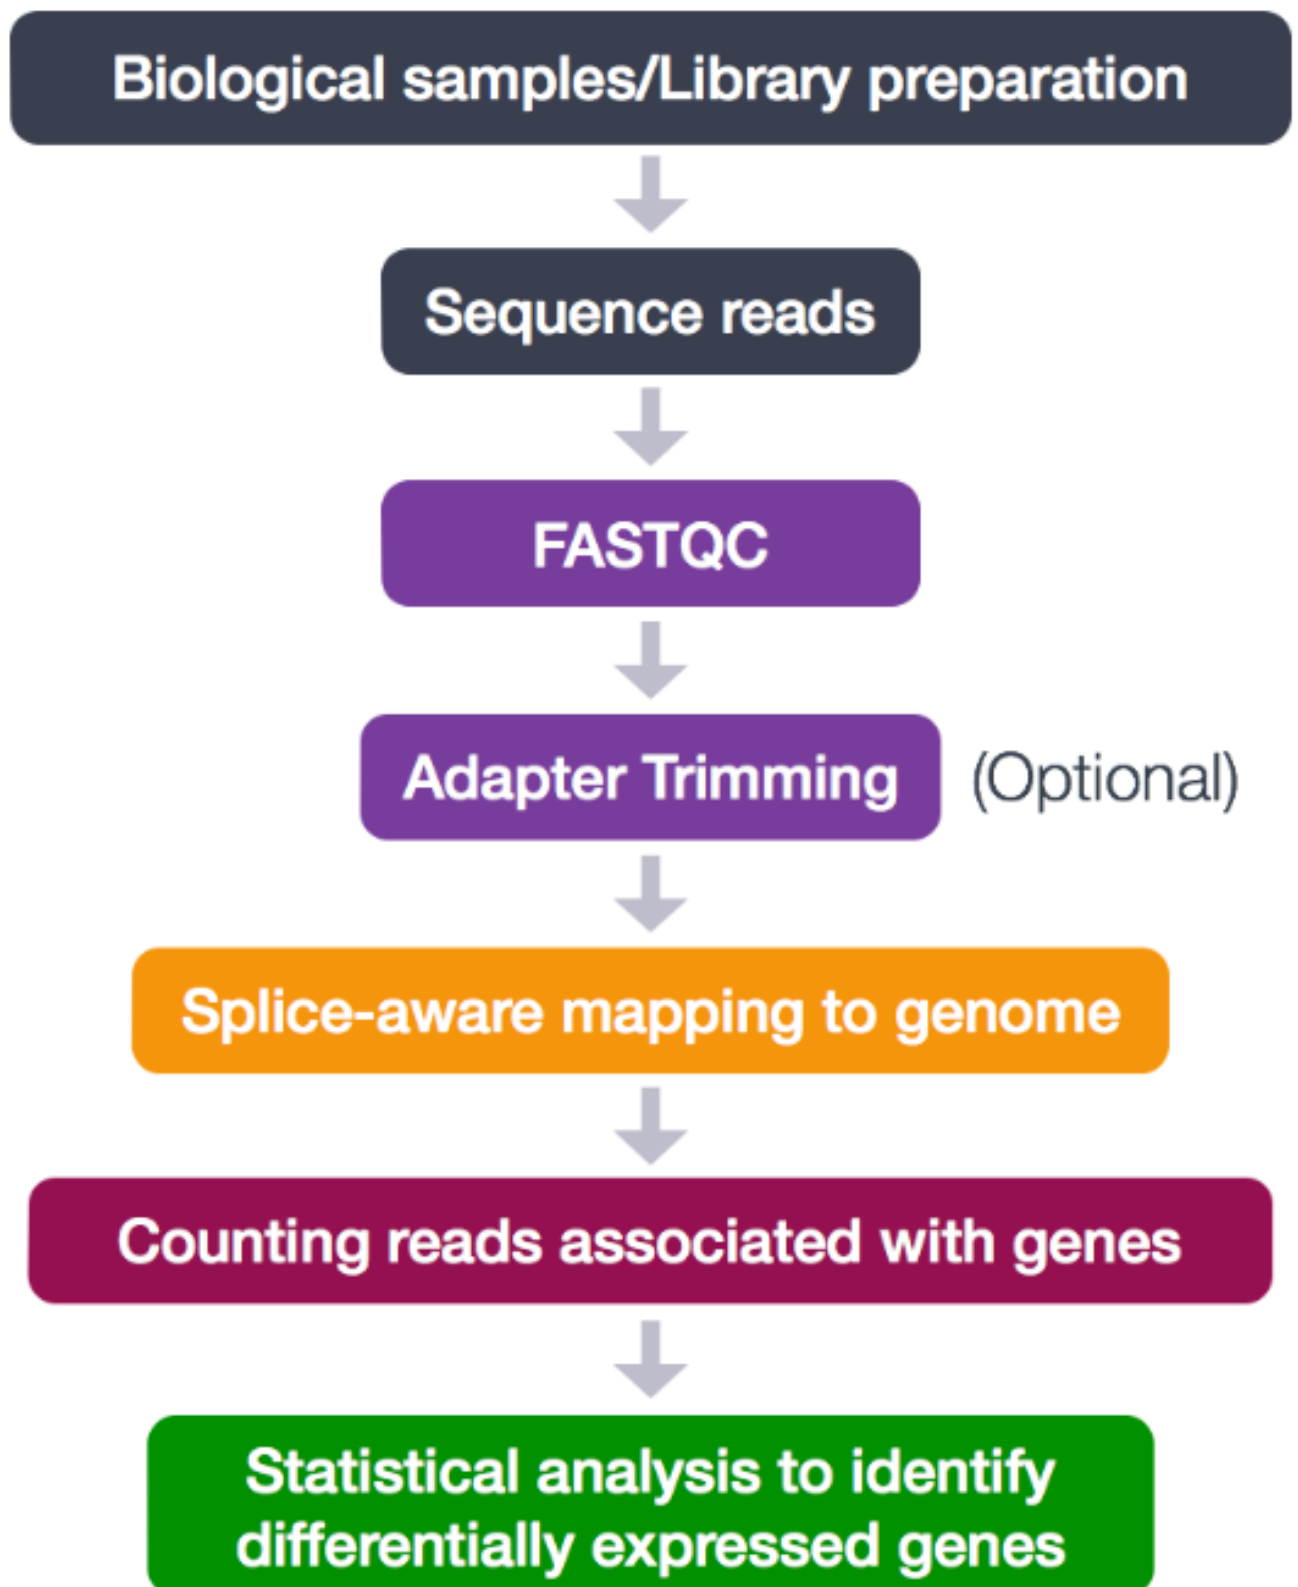 Biological samples/Library preparation
Sequence reads
FASTQC
Adapter Trimming (Optional)
Splice-aware mapping to genome
Counting reads associated with genes
Statistical analysis to identify
differentially expressed genes